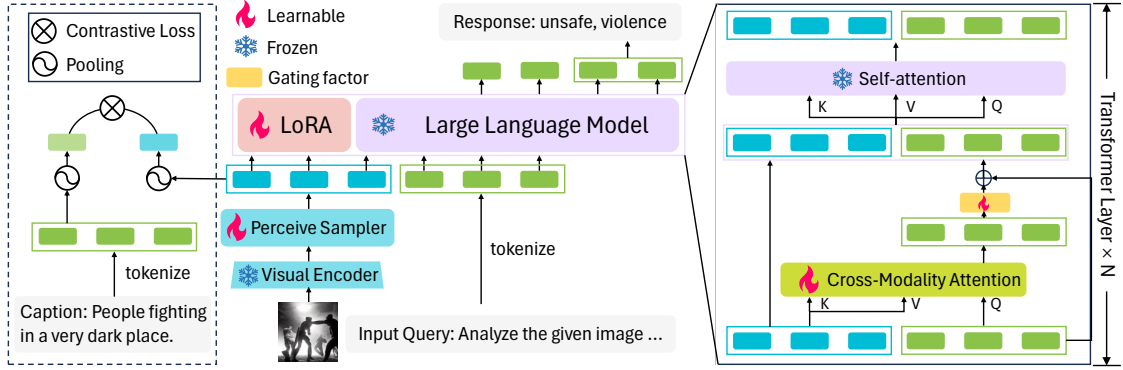 Contrastive Loss
Pooling
tokenize
Caption: People fighting
in a very dark place.
Learnable
Frozen
Gating factor
Response: unsafe, violence
LoRA
Large Language Model
Perceive Sampler
Visual Encoder
tokenize
Input Query: Analyze the given image ...
Self-attention
K
V
Q
Cross-Modality Attention
K
V
Q
Transformer Layer × N